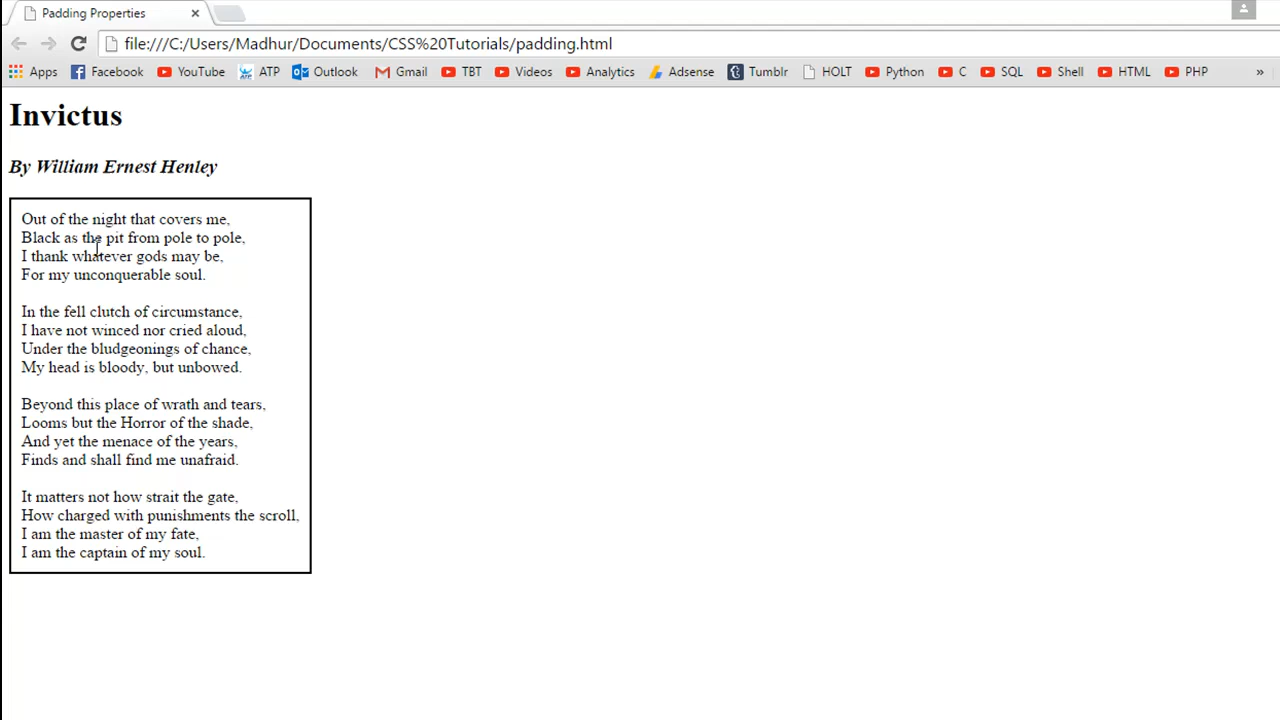 Padding Properties
file:///C:/Users/Madhur/Documents/CSS%20Tutorials/padding.html
Apps Facebook YouTube ATP Outlook Gmail TBT Videos Analytics Adsense Tumblr HOLT Python C SQL Shell HTML PHP »
Invictus
By William Ernest Henley
Out of the night that covers me,
Black as the pit from pole to pole,
I thank whatever gods may be,
For my unconquerable soul.
In the fell clutch of circumstance,
I have not winced nor cried aloud,
Under the bludgeonings of chance,
My head is bloody, but unbowed.
Beyond this place of wrath and tears,
Looms but the Horror of the shade,
And yet the menace of the years,
Finds and shall find me unafraid.
It matters not how strait the gate,
How charged with punishments the scroll,
I am the master of my fate,
I am the captain of my soul.